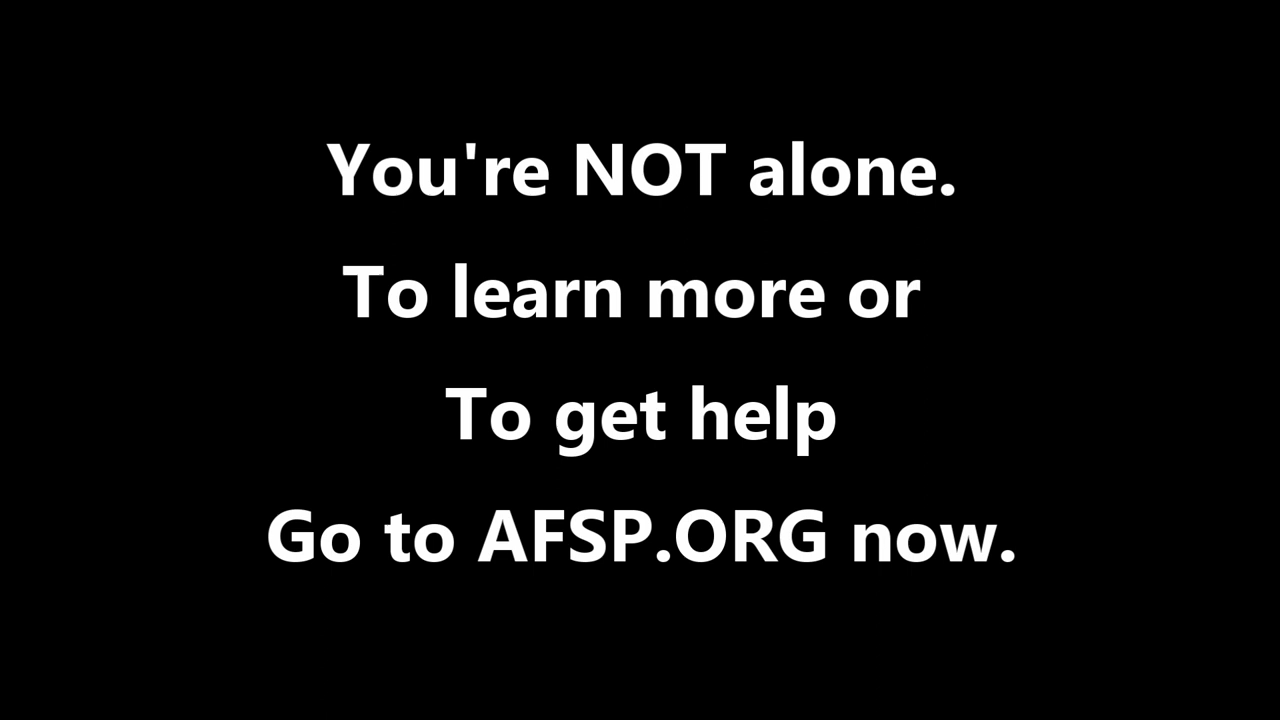 You're NOT alone.
To learn more or
To get help
Go to AFSP.ORG now.